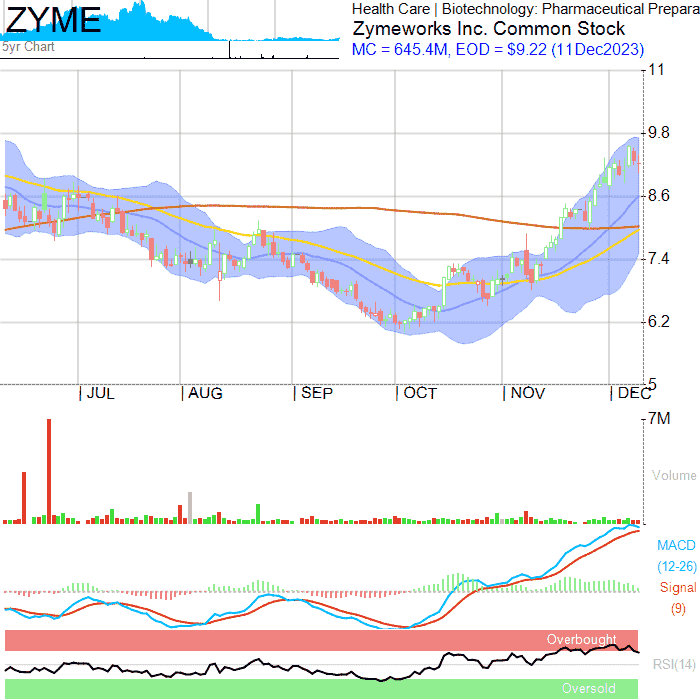 ZYME
5yr Chart
Health Care | Biotechnology: Pharmaceutical Prepara
Zymeworks Inc. Common Stock
MC = 645.4M, EOD = $9.22 (11Dec2023)
11
9.8
8.6
7.4
6.2
5
JUL
AUG
SEP
OCT
NOV
DEC
7M
Volume
MACD
(12-26)
Signal
(9)
Overbought
RSI(14)
Oversold